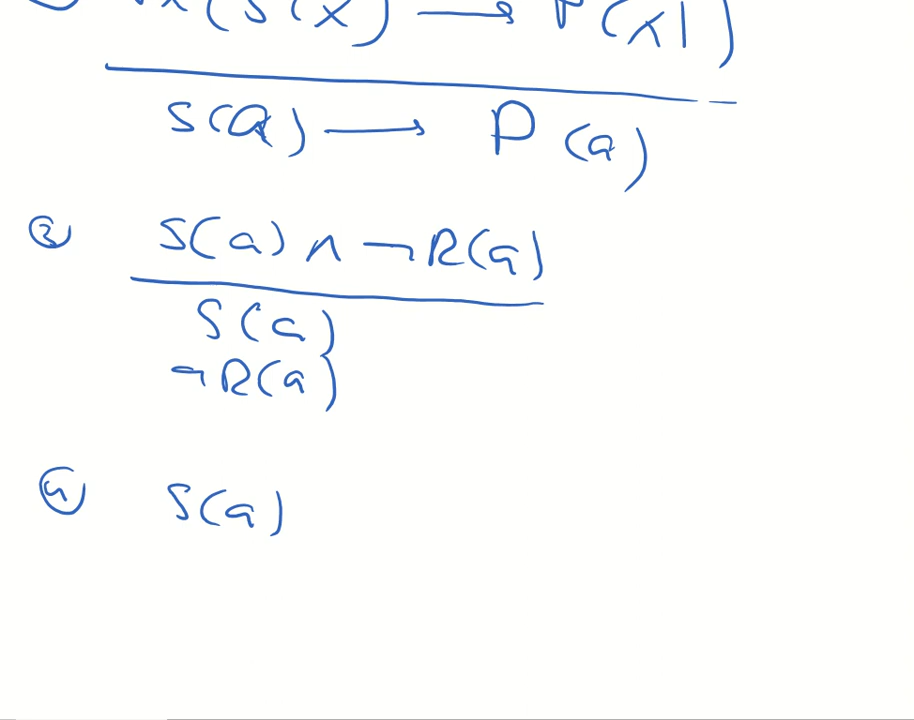 ∀x(S(x) → P(x))
S(a) → P(a)
③ S(a) ∧ ¬R(a)
S(a)
¬R(a)
④ S(a)